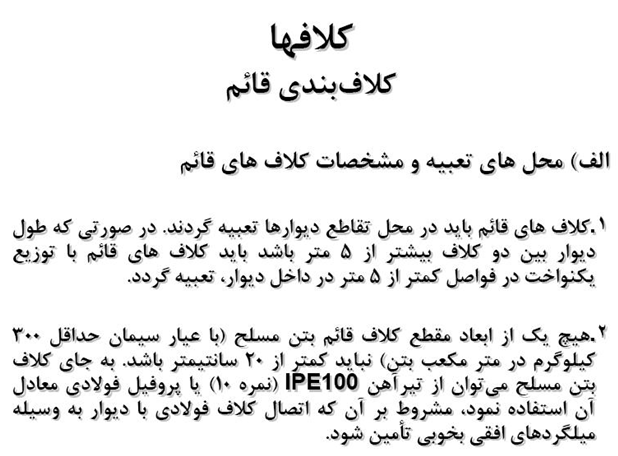 کلافها
کلاف‌بندی قائم
الف) محل های تعبیه و مشخصات کلاف های قائم
۱.کلاف های قائم باید در محل تقاطع دیوارها تعبیه گردند. در صورتی که طول
دیوار بین دو کلاف بیشتر از ۵ متر باشد باید کلاف های قائم با توزیع
یکنواخت در فواصل کمتر از ۵ متر در داخل دیوار، تعبیه گردد.
۲.هیچ یک از ابعاد مقطع کلاف قائم بتن مسلح (با عیار سیمان حداقل ۳۰۰
کیلوگرم در متر مکعب بتن) نباید کمتر از ۲۰ سانتیمتر باشد. به جای کلاف
بتن مسلح می‌توان از تیرآهن IPE100 (نمره ۱۰) یا پروفیل فولادی معادل
آن استفاده نمود، مشروط بر آن که اتصال کلاف فولادی با دیوار به وسیله
میلگردهای افقی بخوبی تأمین شود.